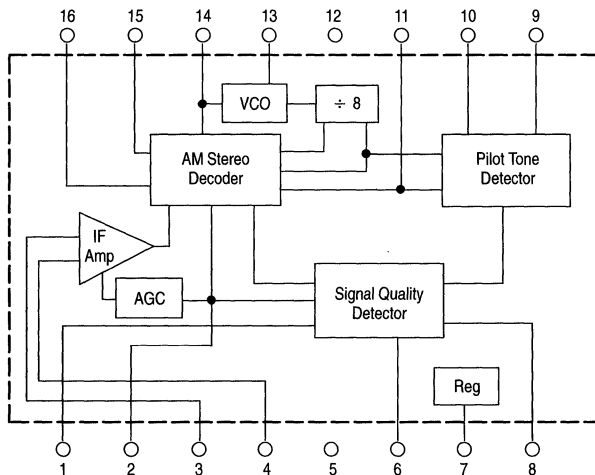 16 15 14 13 12 11 10 9
VCO
÷ 8
AM Stereo
Decoder
Pilot Tone
Detector
IF
Amp
AGC
Signal Quality
Detector
Reg
1 2 3 4 5 6 7 8